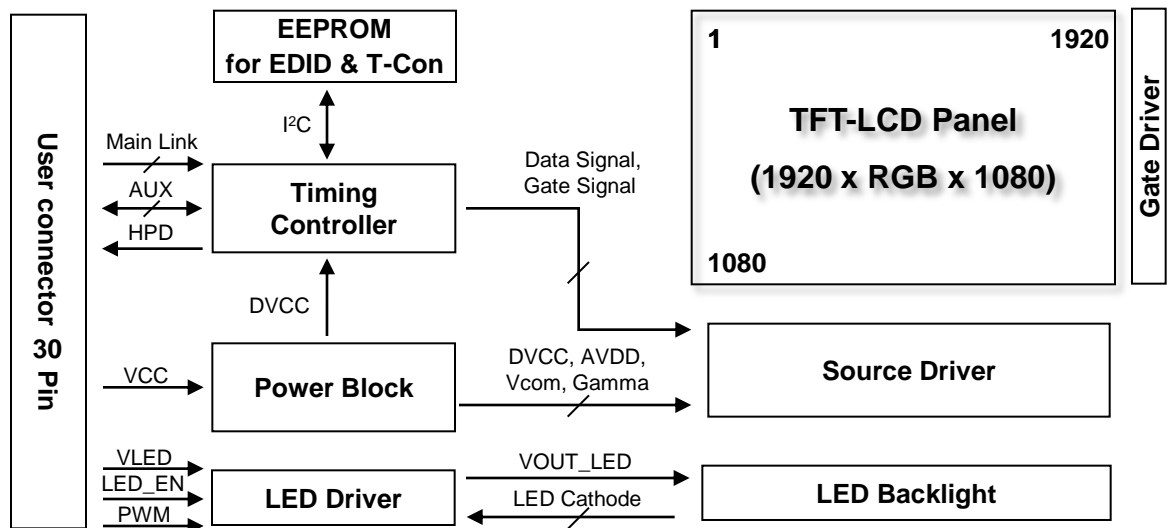 User connector 30 Pin
EEPROM
for EDID & T-Con
I²C
Main Link
AUX
HPD
Timing
Controller
DVCC
VCC
Power Block
VLED
LED_EN
PWM
LED Driver
Data Signal,
Gate Signal
DVCC, AVDD,
Vcom, Gamma
VOUT_LED
LED Cathode
1 1920
TFT-LCD Panel
(1920 x RGB x 1080)
1080
Gate Driver
Source Driver
LED Backlight